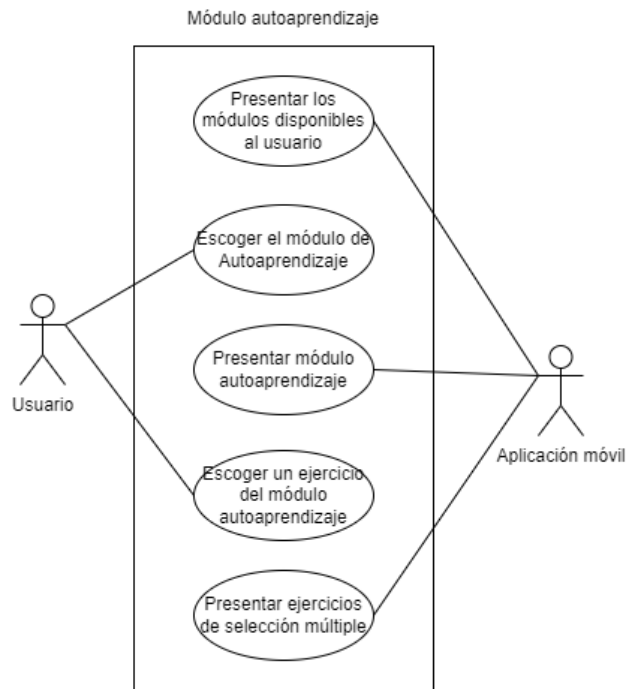 Módulo autoaprendizaje
Presentar los
módulos disponibles
al usuario
Escoger el módulo de
Autoaprendizaje
Presentar módulo
autoaprendizaje
Usuario
Aplicación móvil
Escoger un ejercicio
del módulo
autoaprendizaje
Presentar ejercicios
de selección múltiple